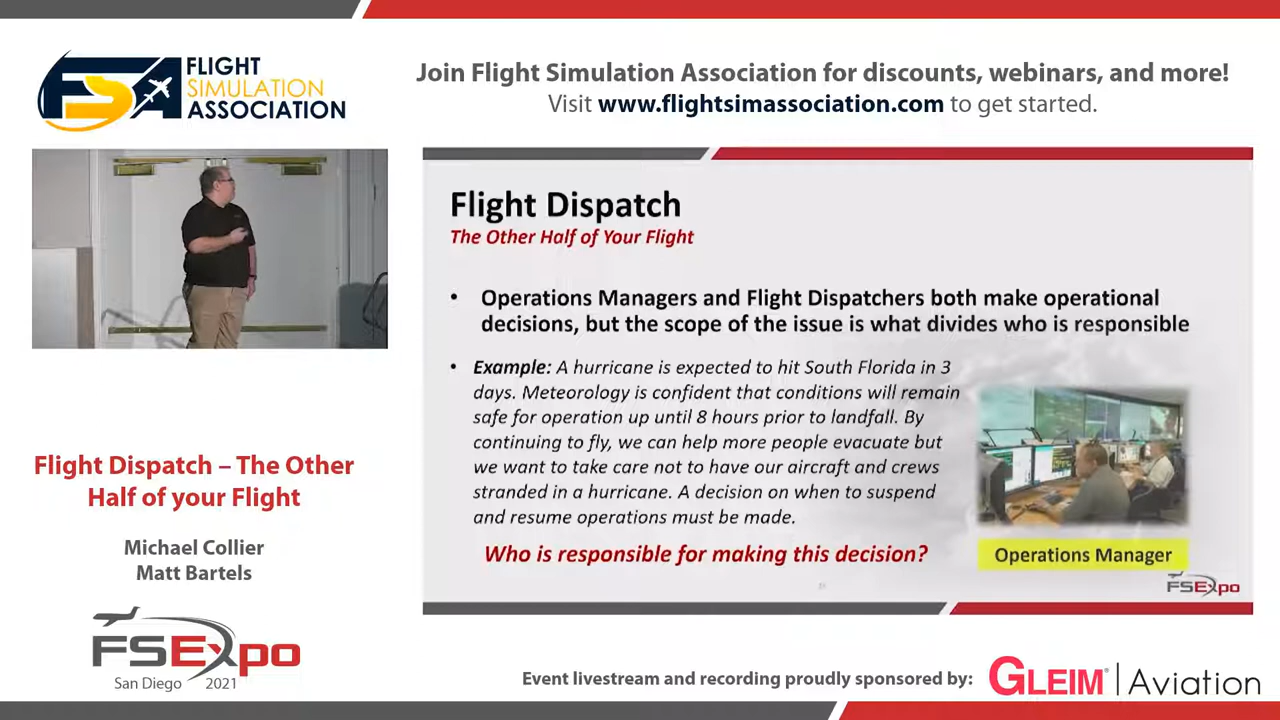 FSA
FLIGHT
SIMULATION
ASSOCIATION
Join Flight Simulation Association for discounts, webinars, and more!
Visit www.flightsimassociation.com to get started.
Flight Dispatch
The Other Half of Your Flight
• Operations Managers and Flight Dispatchers both make operational
decisions, but the scope of the issue is what divides who is responsible
• Example: A hurricane is expected to hit South Florida in 3
days. Meteorology is confident that conditions will remain
safe for operation up until 8 hours prior to landfall. By
continuing to fly, we can help more people evacuate but
we want to take care not to have our aircraft and crews
stranded in a hurricane. A decision on when to suspend
and resume operations must be made.
Who is responsible for making this decision?
Operations Manager
FSExpo
Flight Dispatch – The Other
Half of your Flight
Michael Collier
Matt Bartels
FSExpo
San Diego 2021
Event livestream and recording proudly sponsored by:
GLEIM® | Aviation